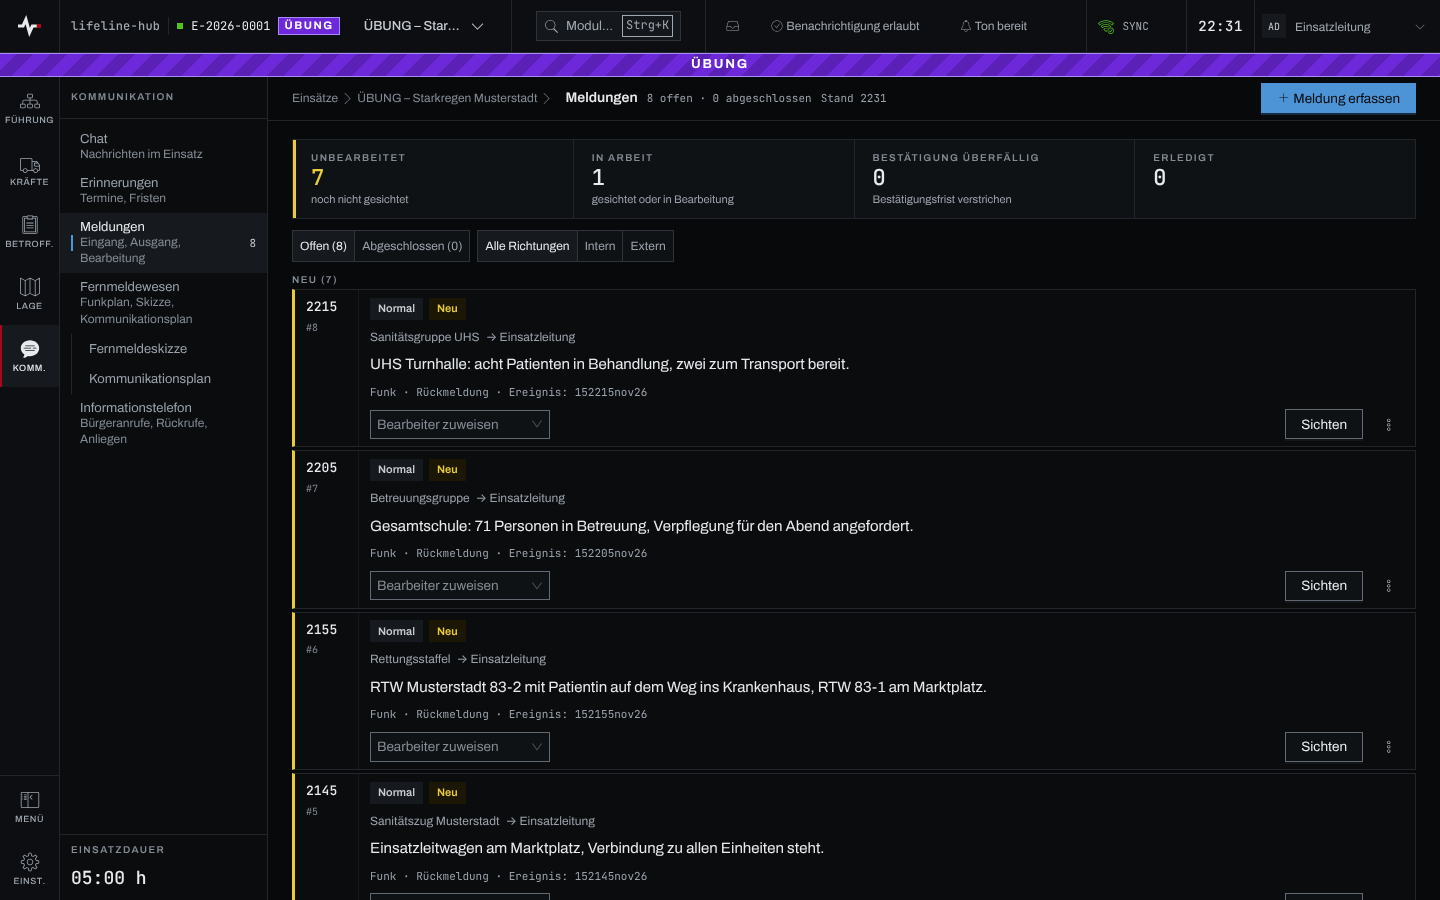 lifeline-hub E-2026-0001 ÜBUNG ÜBUNG – Star... Modul... Strg+K Benachrichtigung erlaubt Ton bereit SYNC 22:31 AD Einsatzleitung
ÜBUNG
FÜHRUNG
KRÄFTE
BETROFF.
LAGE
KOMM.
MENÜ
EINST.
KOMMUNIKATION
Chat
Nachrichten im Einsatz
Erinnerungen
Termine, Fristen
Meldungen
Eingang, Ausgang, 8
Bearbeitung
Fernmeldewesen
Funkplan, Skizze,
Kommunikationsplan
Fernmeldeskizze
Kommunikationsplan
Informationstelefon
Bürgeranrufe, Rückrufe,
Anliegen
EINSATZDAUER
05:00 h
Einsätze ÜBUNG – Starkregen Musterstadt Meldungen 8 offen · 0 abgeschlossen Stand 2231 + Meldung erfassen
UNBEARBEITET
7
noch nicht gesichtet
IN ARBEIT
1
gesichtet oder in Bearbeitung
BESTÄTIGUNG ÜBERFÄLLIG
0
Bestätigungsfrist verstrichen
ERLEDIGT
0
Offen (8) Abgeschlossen (0) Alle Richtungen Intern Extern
NEU (7)
2215 Normal Neu
#8
Sanitätsgruppe UHS → Einsatzleitung
UHS Turnhalle: acht Patienten in Behandlung, zwei zum Transport bereit.
Funk · Rückmeldung · Ereignis: 152215nov26
Bearbeiter zuweisen Sichten
2205 Normal Neu
#7
Betreuungsgruppe → Einsatzleitung
Gesamtschule: 71 Personen in Betreuung, Verpflegung für den Abend angefordert.
Funk · Rückmeldung · Ereignis: 152205nov26
Bearbeiter zuweisen Sichten
2155 Normal Neu
#6
Rettungsstaffel → Einsatzleitung
RTW Musterstadt 83-2 mit Patientin auf dem Weg ins Krankenhaus, RTW 83-1 am Marktplatz.
Funk · Rückmeldung · Ereignis: 152155nov26
Bearbeiter zuweisen Sichten
2145 Normal Neu
#5
Sanitätszug Musterstadt → Einsatzleitung
Einsatzleitwagen am Marktplatz, Verbindung zu allen Einheiten steht.
Funk · Rückmeldung · Ereignis: 152145nov26